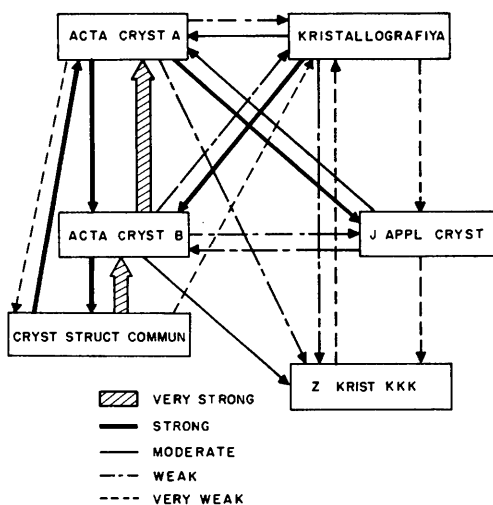 ACTA CRYST A
KRISTALLOGRAFIYA
ACTA CRYST B
J APPL CRYST
CRYST STRUCT COMMUN
Z KRIST KKK
VERY STRONG
STRONG
MODERATE
WEAK
VERY WEAK